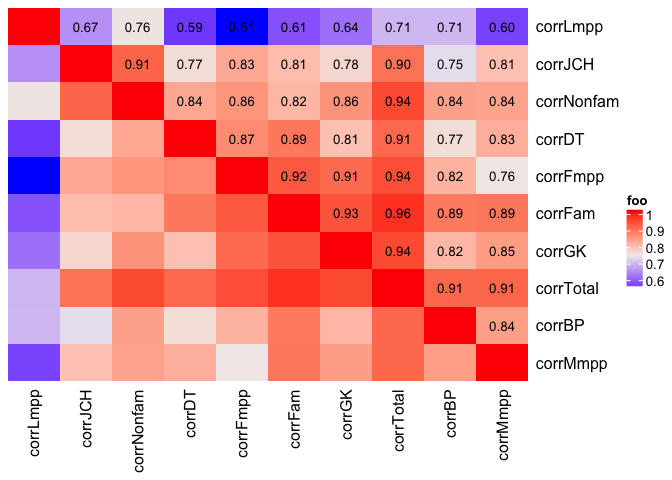 0.67 0.76 0.59 0.51 0.61 0.64 0.71 0.71 0.60 corrLmpp
0.91 0.77 0.83 0.81 0.78 0.90 0.75 0.81 corrJCH
0.84 0.86 0.82 0.86 0.94 0.84 0.84 corrNonfam
0.87 0.89 0.81 0.91 0.77 0.83 corrDT
0.92 0.91 0.94 0.82 0.76 corrFmpp
0.93 0.96 0.89 0.89 corrFam
0.94 0.82 0.85 corrGK
0.91 0.91 corrTotal
0.84 corrBP
corrMmpp
foo
1
0.9
0.8
0.7
0.6
corrLmpp
corrJCH
corrNonfam
corrDT
corrFmpp
corrFam
corrGK
corrTotal
corrBP
corrMmpp